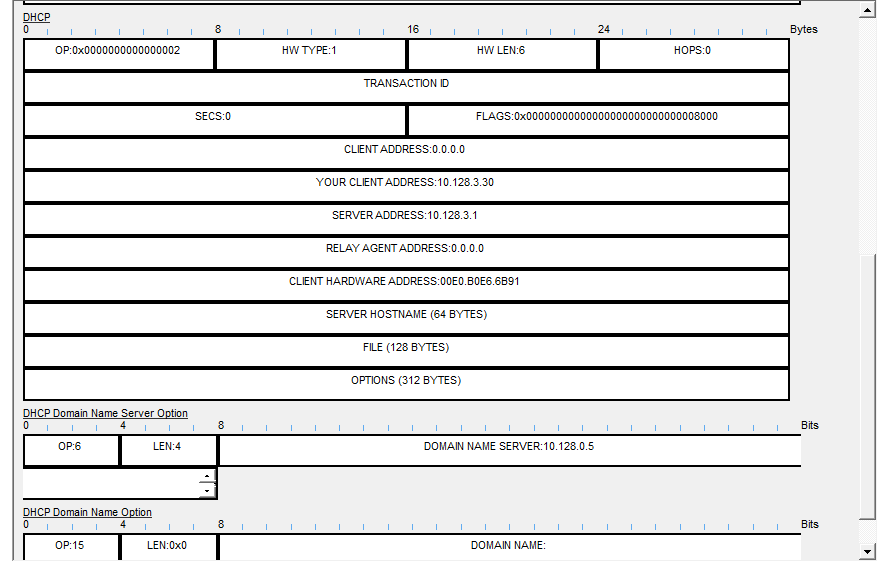 DHCP
0 8 16 24 Bytes
OP:0x0000000000000002 HW TYPE:1 HW LEN:6 HOPS:0
TRANSACTION ID
SECS:0 FLAGS:0x00000000000000000000000000008000
CLIENT ADDRESS:0.0.0.0
YOUR CLIENT ADDRESS:10.128.3.30
SERVER ADDRESS:10.128.3.1
RELAY AGENT ADDRESS:0.0.0.0
CLIENT HARDWARE ADDRESS:00E0.B0E6.6B91
SERVER HOSTNAME (64 BYTES)
FILE (128 BYTES)
OPTIONS (312 BYTES)
DHCP Domain Name Server Option
0 4 8 Bits
OP:6 LEN:4 DOMAIN NAME SERVER:10.128.0.5
DHCP Domain Name Option
0 4 8 Bits
OP:15 LEN:0x0 DOMAIN NAME: